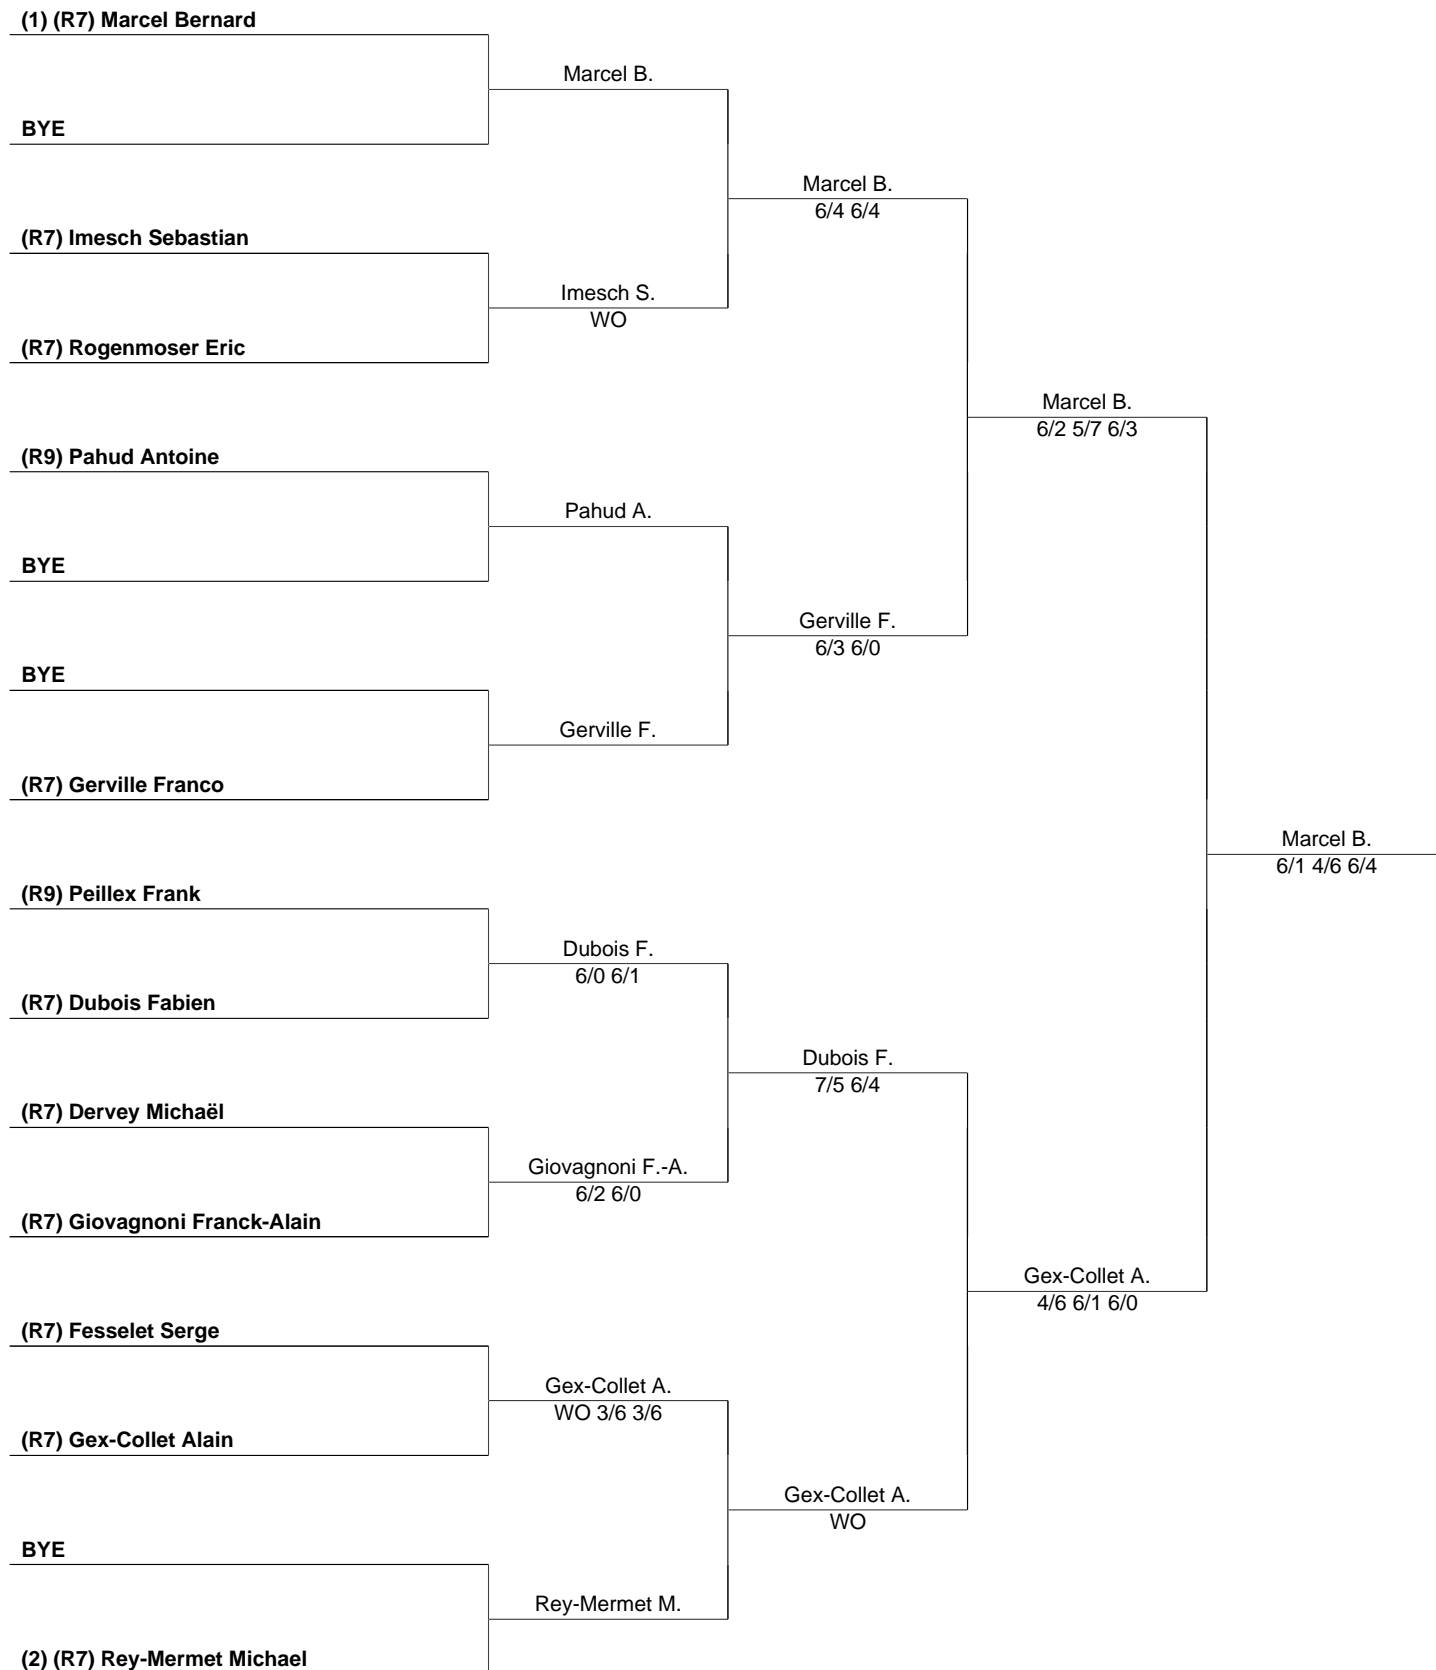 (1) (R7) Marcel Bernard
Marcel B.
BYE
Marcel B.
6/4 6/4
(R7) Imesch Sebastian
Imesch S.
WO
(R7) Rogenmoser Eric
Marcel B.
6/2 5/7 6/3
(R9) Pahud Antoine
Pahud A.
BYE
Gerville F.
6/3 6/0
BYE
Gerville F.
(R7) Gerville Franco
Marcel B.
6/1 4/6 6/4
(R9) Peillex Frank
Dubois F.
6/0 6/1
(R7) Dubois Fabien
Dubois F.
7/5 6/4
(R7) Dervey Michaël
Giovagnoni F.-A.
6/2 6/0
(R7) Giovagnoni Franck-Alain
Gex-Collet A.
4/6 6/1 6/0
(R7) Fesselet Serge
Gex-Collet A.
WO 3/6 3/6
(R7) Gex-Collet Alain
Gex-Collet A.
WO
BYE
Rey-Mermet M.
(2) (R7) Rey-Mermet Michael